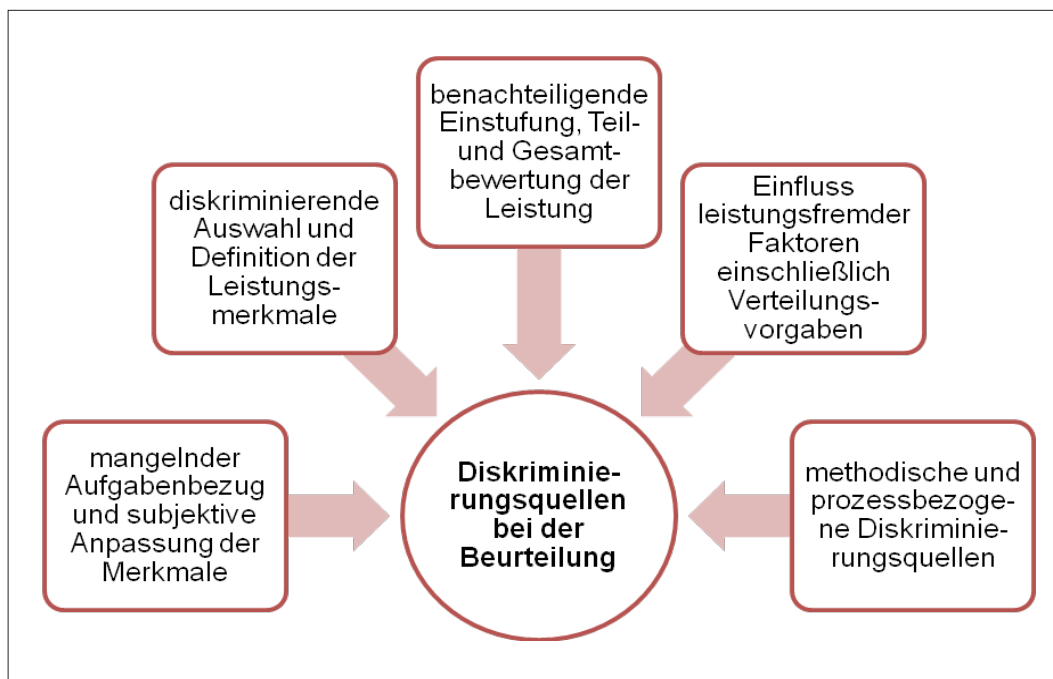 mangelnder
Aufgabenbezug
und subjektive
Anpassung der
Merkmale
diskriminierende
Auswahl und
Definition der
Leistungs-
merkmale
benachteiligende
Einstufung, Teil-
und Gesamt-
bewertung der
Leistung
Einfluss
leistungsfremder
Faktoren
einschließlich
Verteilungs-
vorgaben
methodische und
prozessbezoge-
ne Diskriminie-
rungsquellen
Diskriminie-
rungsquellen
bei der
Beurteilung